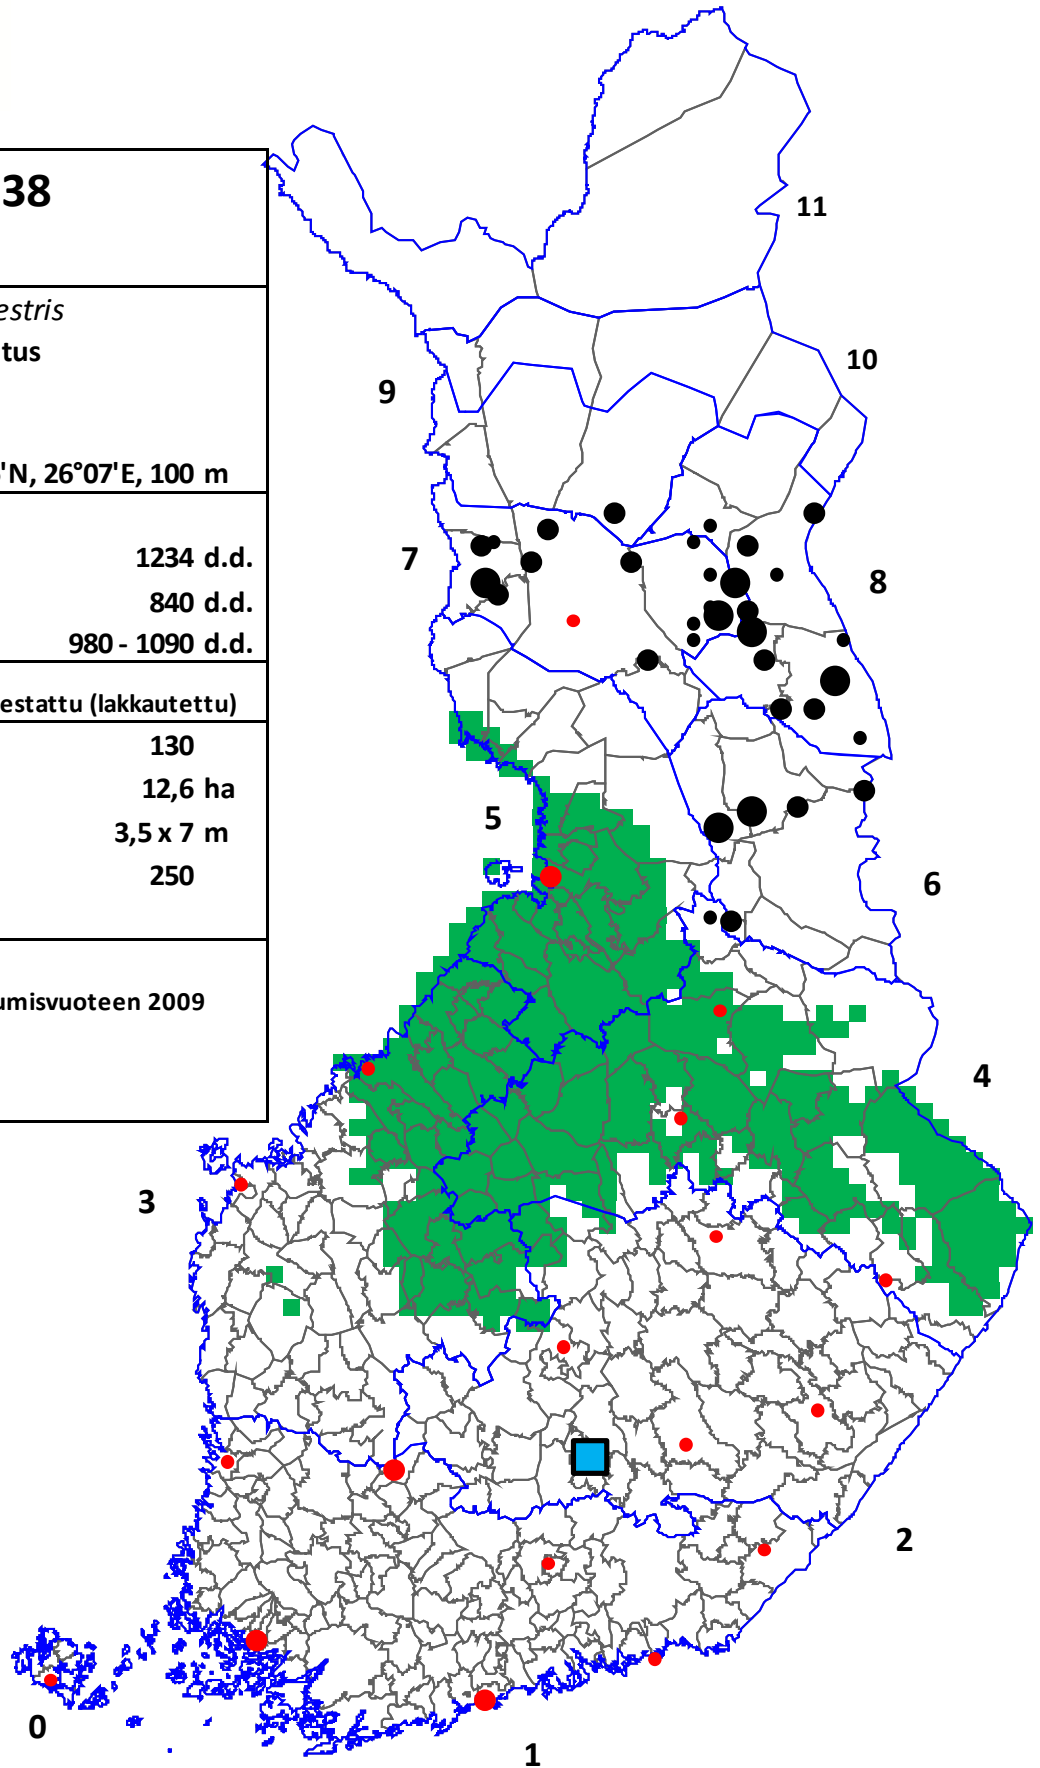 38
estris
tus
'N, 26°07'E, 100 m
1234 d.d.
840 d.d.
980 - 1090 d.d.
estattu (lakkautettu)
130
12,6 ha
3,5 x 7 m
250
umisvuoteen 2009
11
10
9
8
7
6
5
4
3
2
1
0